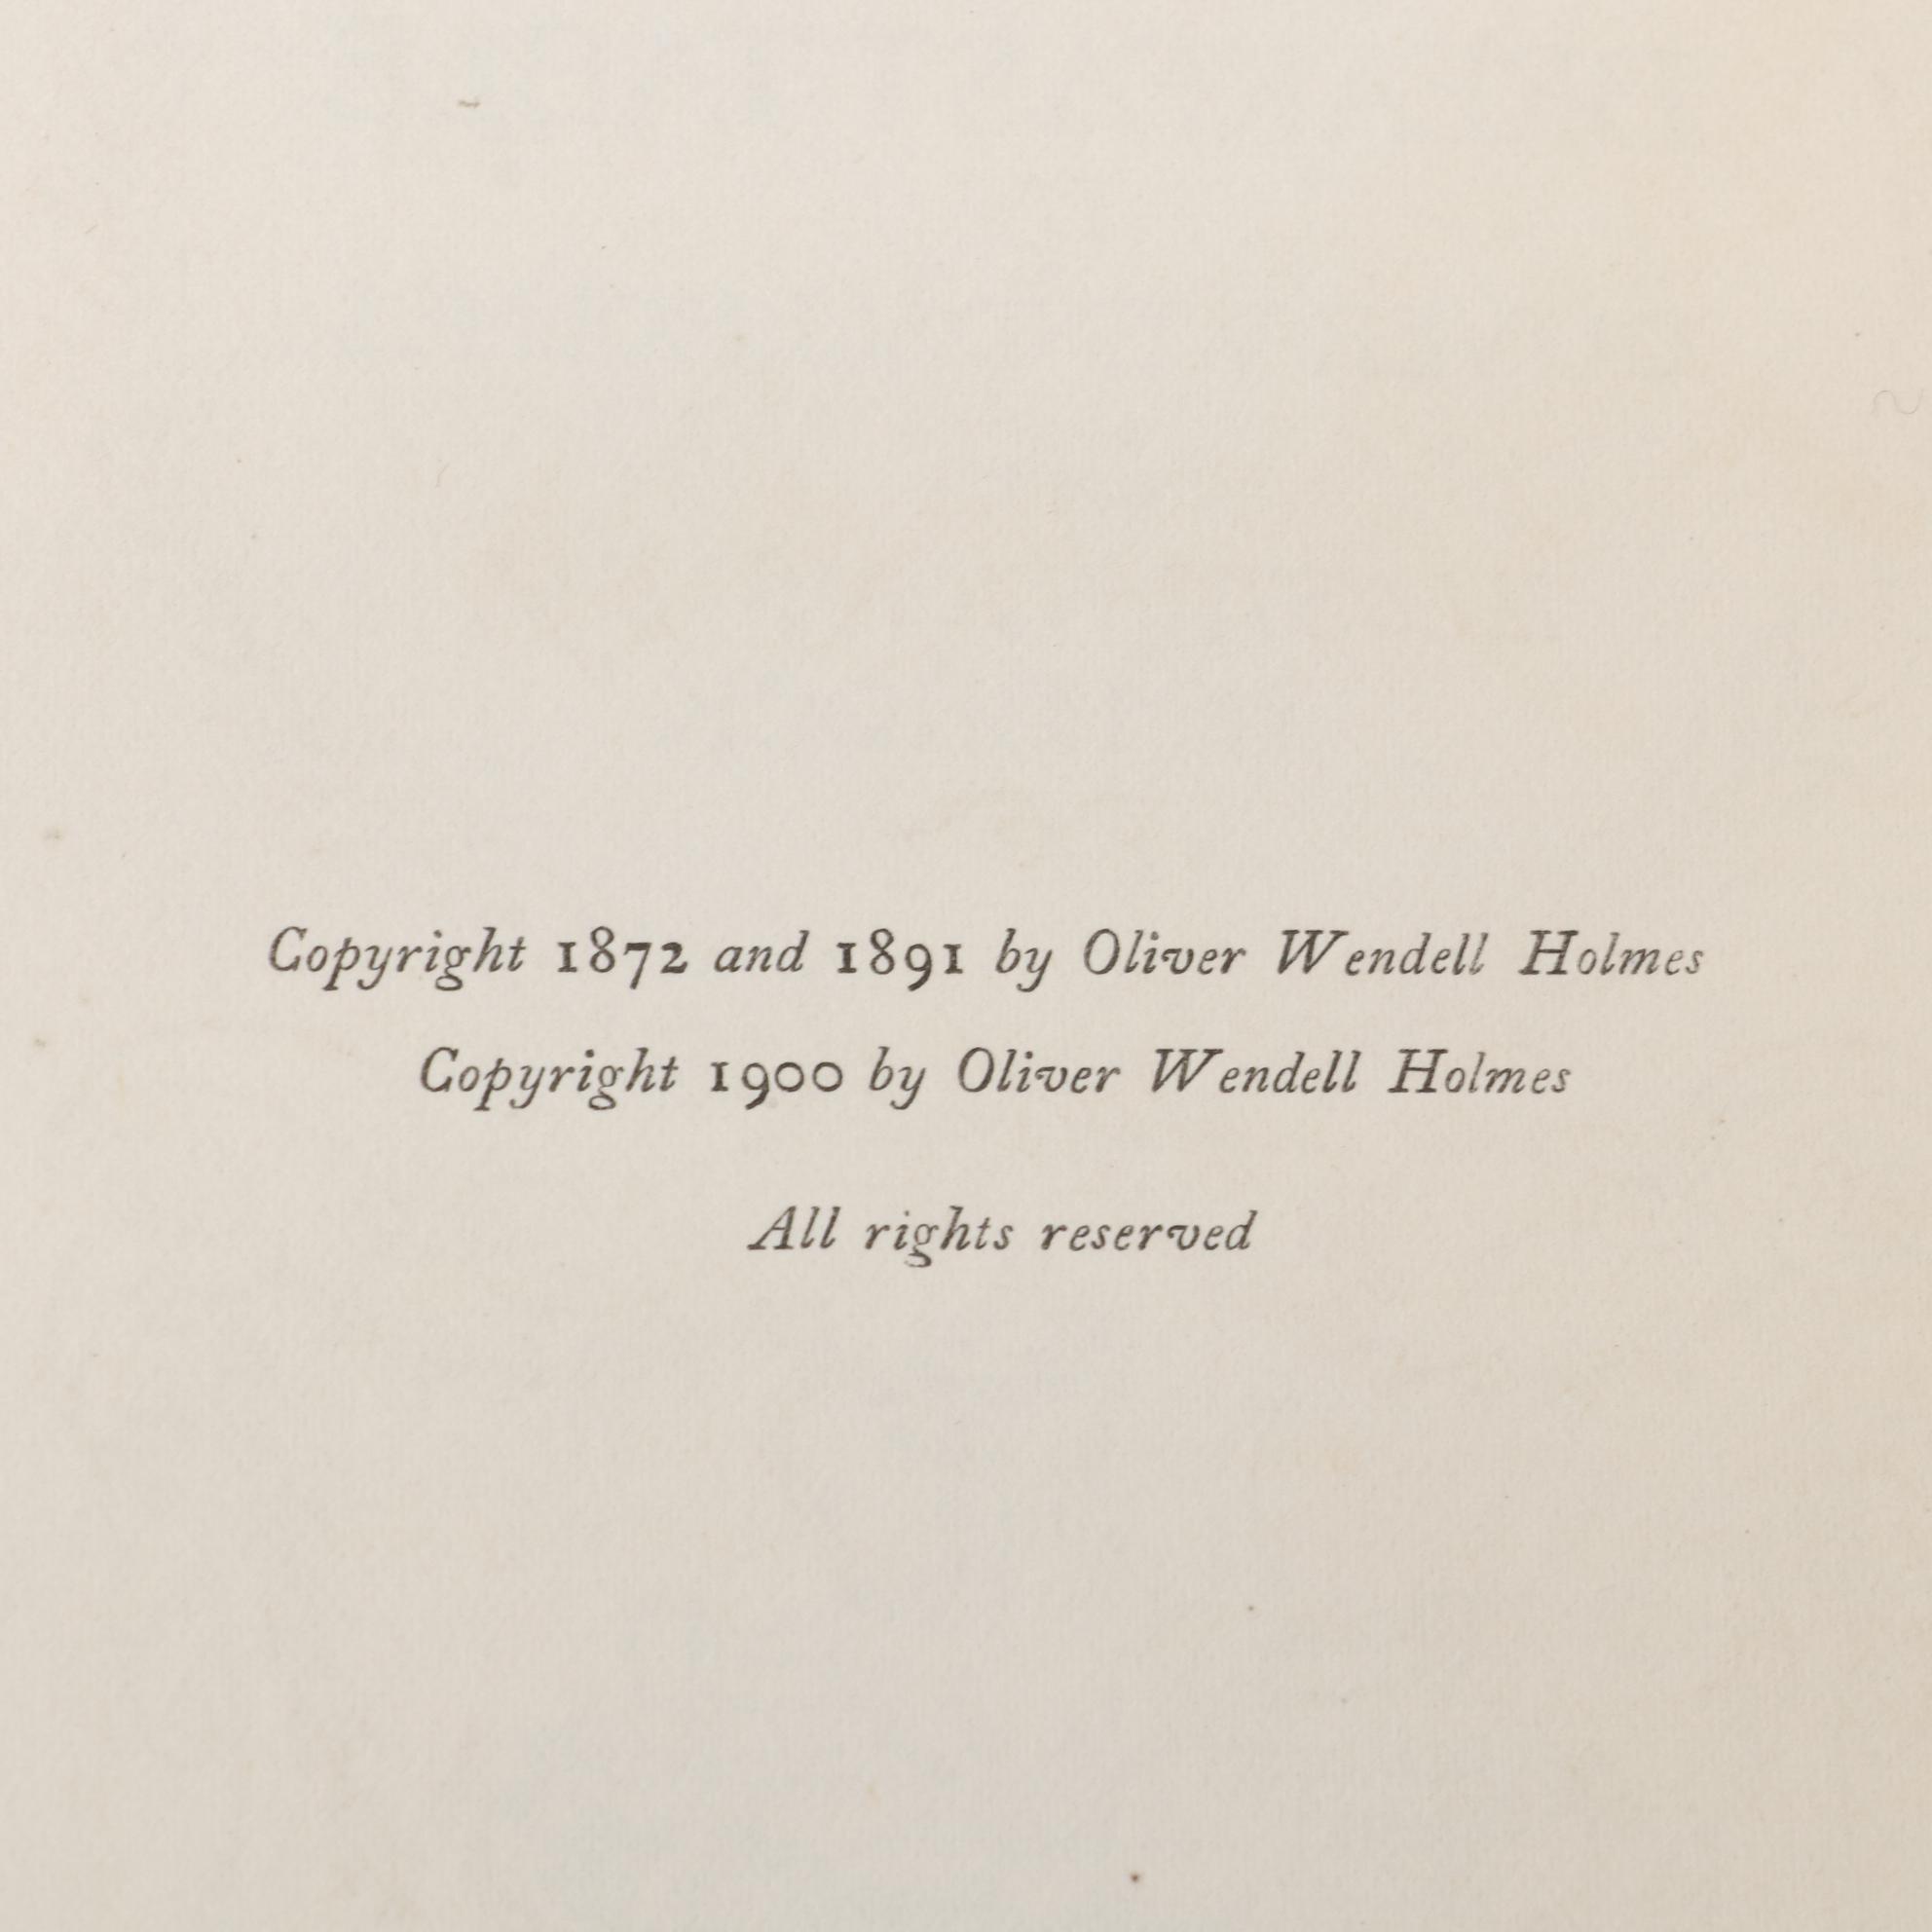 Copyright 1872 and 1891 by Oliver Wendell Holmes
Copyright 1900 by Oliver Wendell Holmes
All rights reserved